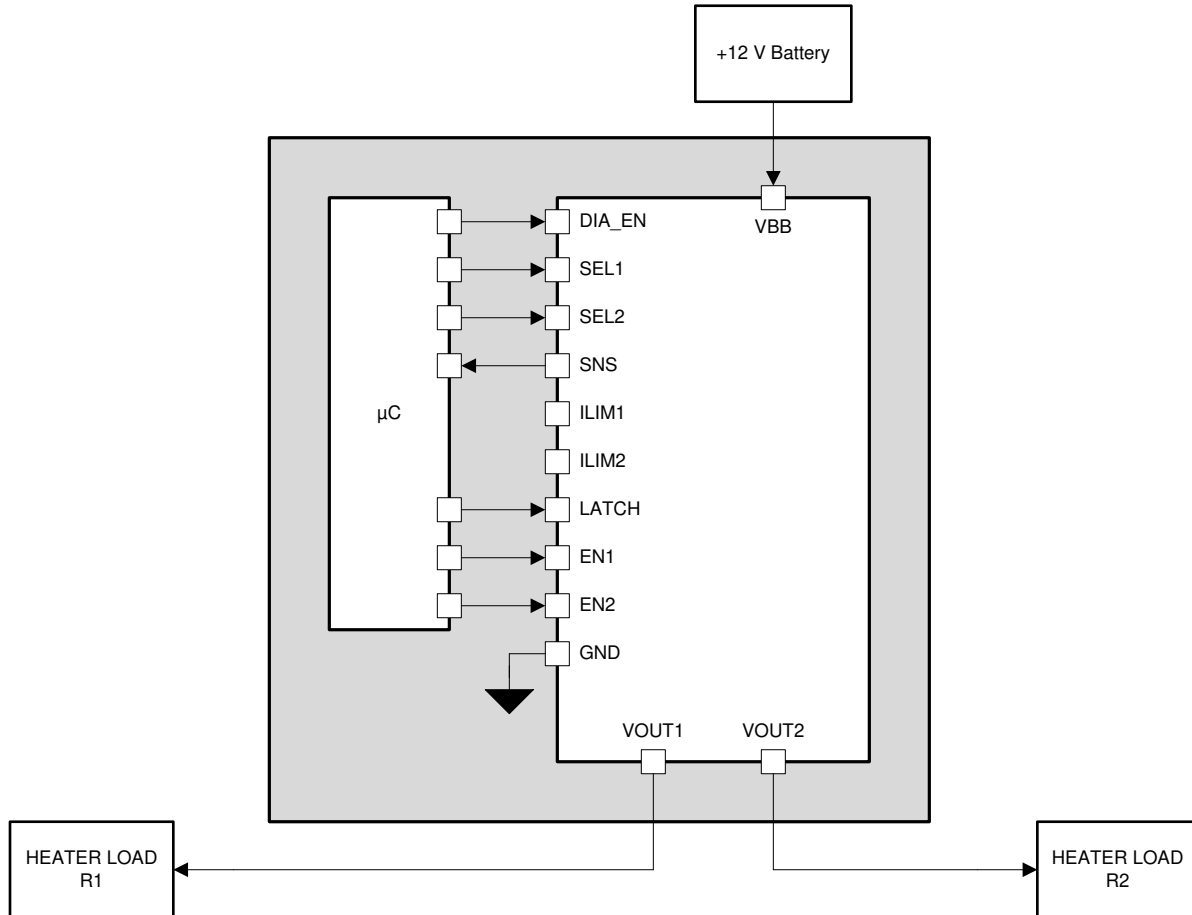 +12 V Battery
VBB
DIA_EN
SEL1
SEL2
SNS
µC
ILIM1
ILIM2
LATCH
EN1
EN2
GND
VOUT1
VOUT2
HEATER LOAD
R1
HEATER LOAD
R2